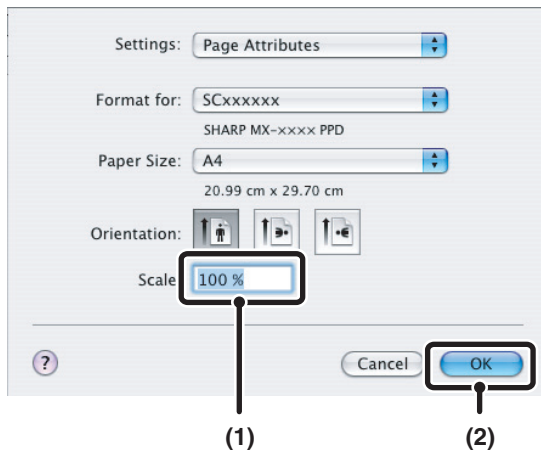 Settings: Page Attributes
Format for: SCxxxxxx
SHARP MX-xxxx PPD
Paper Size: A4
20.99 cm x 29.70 cm
Orientation:
Scale 100 %
? Cancel OK
(1) (2)